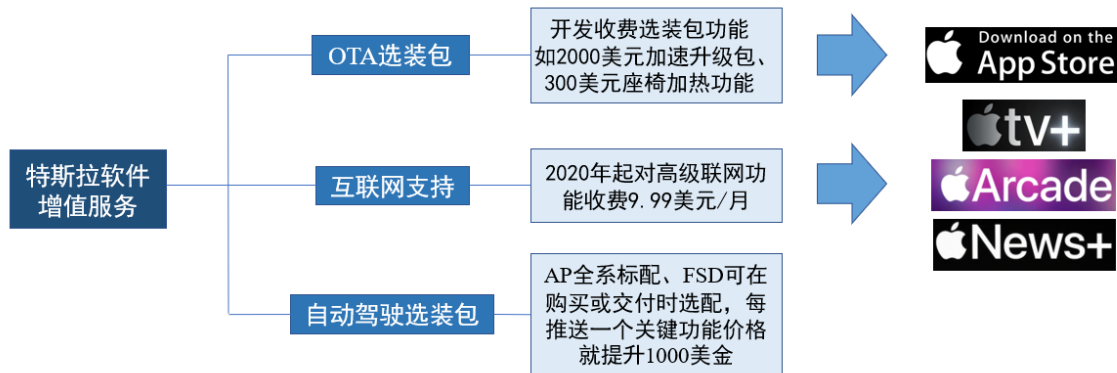 特斯拉软件
增值服务
OTA选装包
开发收费选装包功能
如2000美元加速升级包、
300美元座椅加热功能
Download on the
App Store
互联网支持
2020年起对高级联网功
能收费9.99美元/月
tv+
Arcade
News+
自动驾驶选装包
AP全系标配、FSD可在
购买或交付时选配，每
推送一个关键功能价格
就提升1000美金